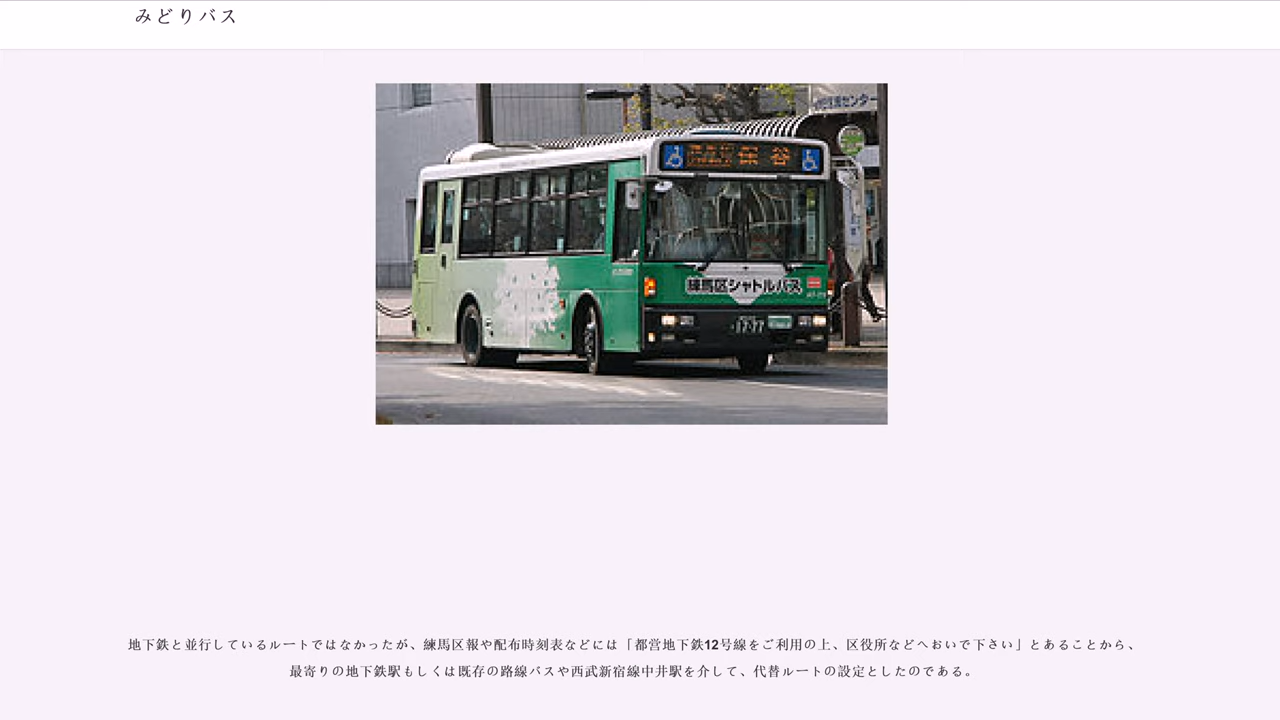 みどりバス
保谷
練馬区シャトルバス
地下鉄と並行しているルートではなかったが、練馬区報や配布時刻表などには「都営地下鉄12号線をご利用の上、区役所などへおいで下さい」とあることから、
最寄りの地下鉄駅もしくは既存の路線バスや西武新宿線中井駅を介して、代替ルートの設定としたのである。